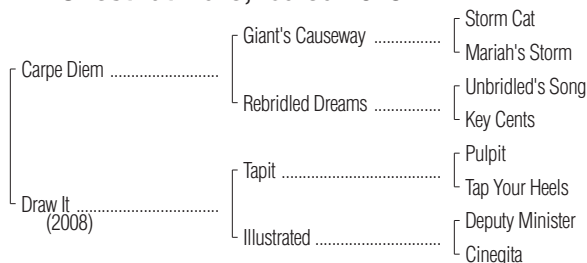 Storm Cat
Giant's Causeway ................
Mariah's Storm
Carpe Diem ..........................
Unbridled's Song
Rebridled Dreams ................
Key Cents
Pulpit
Tapit ......................................
Tap Your Heels
Draw It ..................................
(2008)
Deputy Minister
Illustrated ..............................
Cinegita